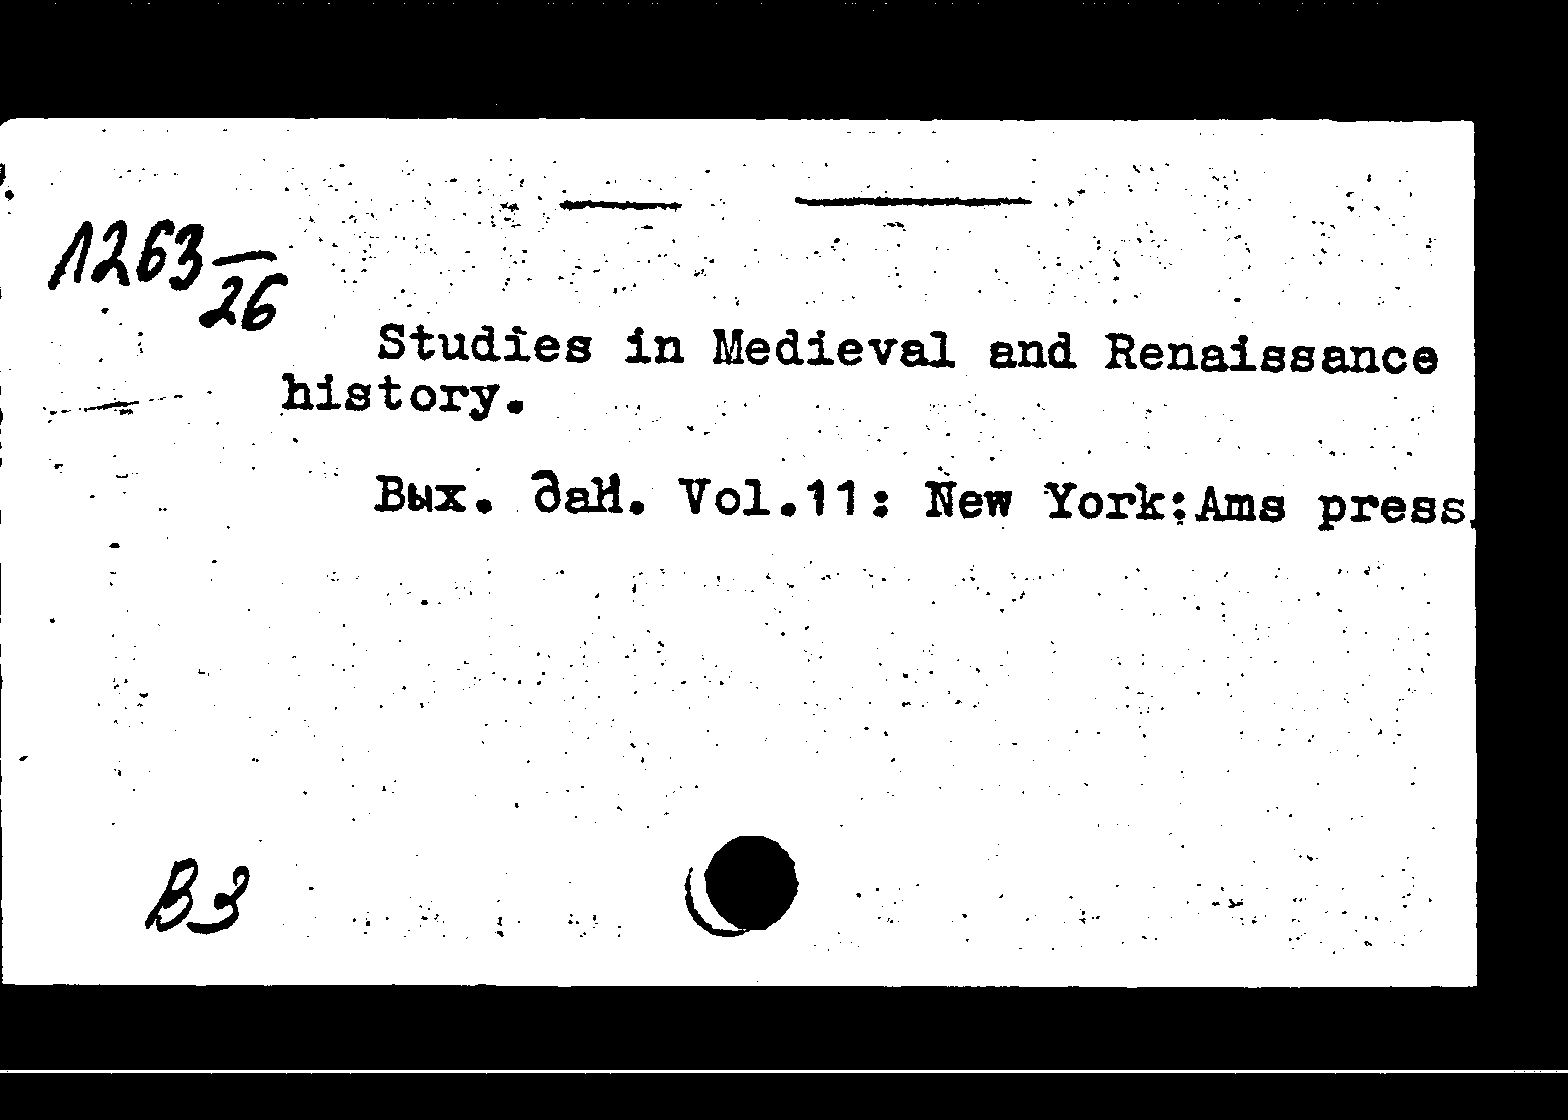 1263
26
Studies in Medieval and Renaissance
history.
Вых. дан. Vol.11: New York:Ams press,
В3